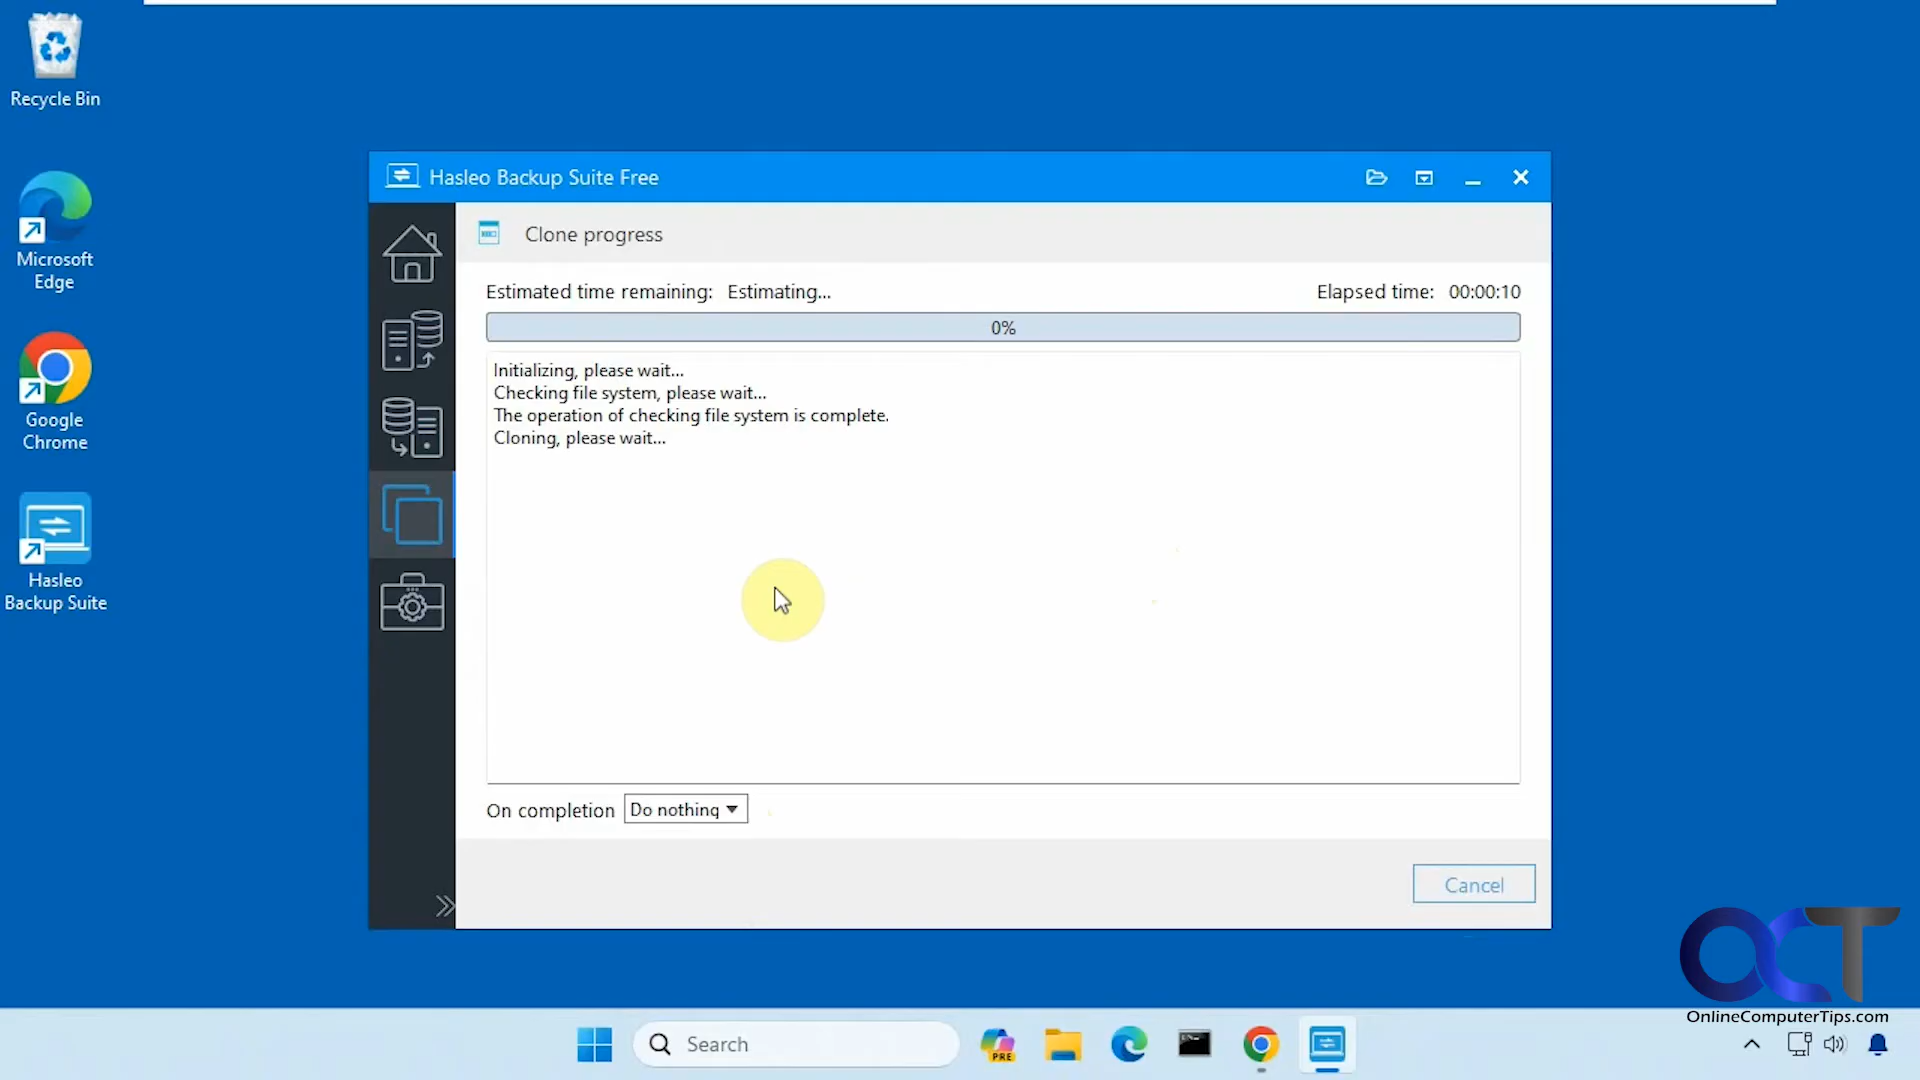 Recycle Bin
Microsoft
Edge
Google
Chrome
Hasleo
Backup Suite
Hasleo Backup Suite Free
Clone progress
Estimated time remaining: Estimating...
Elapsed time: 00:00:10
0%
Initializing, please wait...
Checking file system, please wait...
The operation of checking file system is complete.
Cloning, please wait...
On completion
Do nothing
Cancel
OCT
OnlineComputerTips.com
Search
PRE